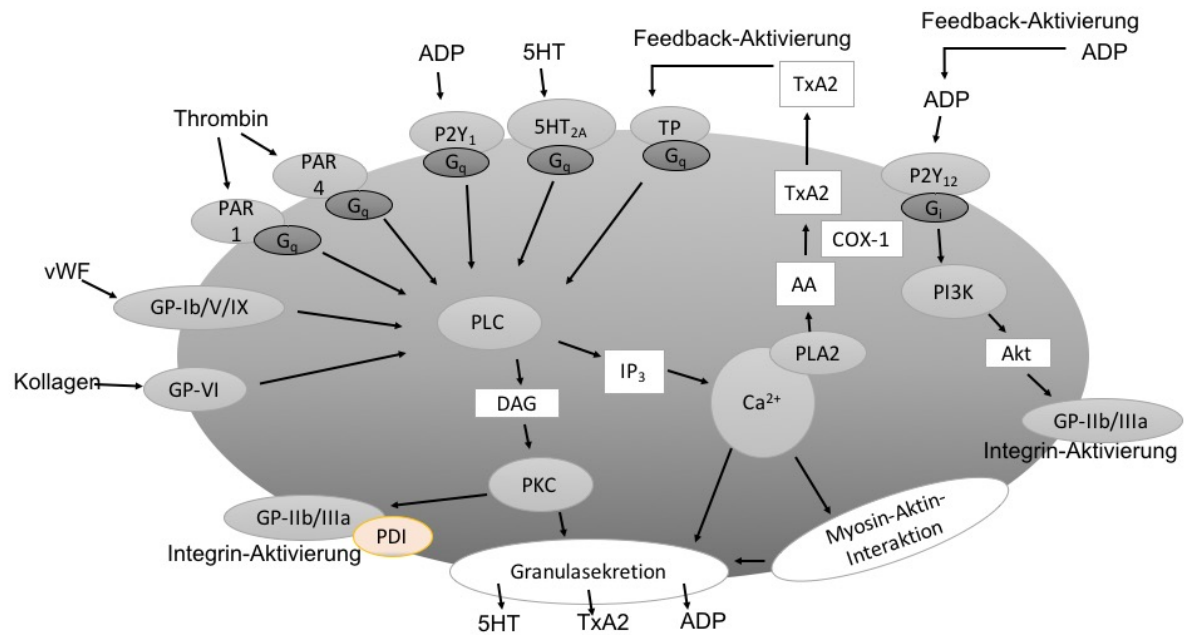 Feedback-Aktivierung
ADP
Feedback-Aktivierung
ADP
5HT
TxA2
ADP
Thrombin
P2Y₁
Gq
5HT₂A
Gq
TP
Gq
PAR
4
Gq
P2Y₁₂
Gi
TxA2
PAR
1
Gq
COX-1
vWF
GP-Ib/V/IX
AA
PI3K
PLC
PLA2
Akt
IP₃
Kollagen
GP-VI
DAG
Ca²⁺
GP-IIb/IIIa
Integrin-Aktivierung
PKC
GP-IIb/IIIa
PDI
Integrin-Aktivierung
Myosin-Aktin-
Interaktion
Granulasekretion
5HT
TxA2
ADP